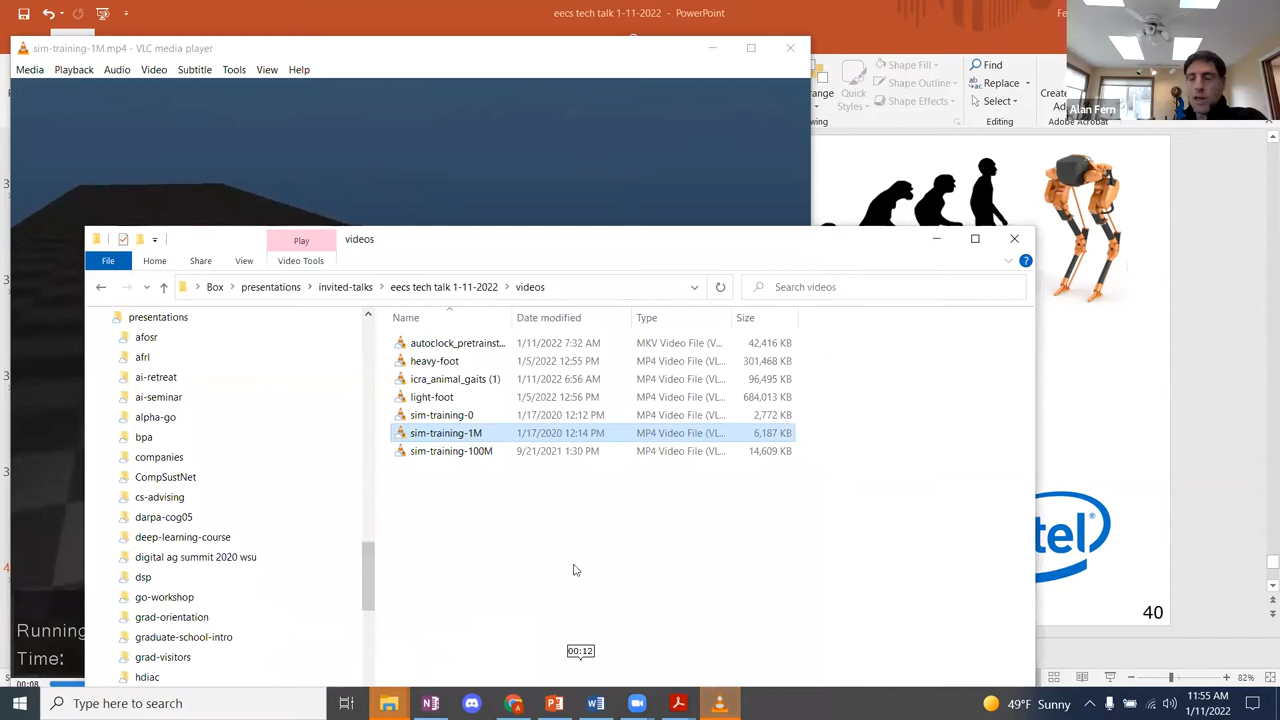 eecs tech talk 1-11-2022 - PowerPoint
Fe
sim-training-1M.mp4 - VLC media player
Media Playback Audio Video Subtitle Tools View Help
Alan Fern
range
Quick
Styles
Shape Fill
Shape Outline
Shape Effects
Find
Replace
Select
wing
Editing
Create
Ad
Adobe Acrobat
Play
videos
File Home Share View Video Tools
Box > presentations > invited-talks > eecs tech talk 1-11-2022 > videos
Search videos
Name Date modified Type Size
autoclock_pretrainst... 1/11/2022 7:32 AM MKV Video File (V... 42,416 KB
heavy-foot 1/5/2022 12:55 PM MP4 Video File (VL... 301,468 KB
icra_animal_gaits (1) 1/11/2022 6:56 AM MP4 Video File (VL... 96,495 KB
light-foot 1/5/2022 12:56 PM MP4 Video File (VL... 684,013 KB
sim-training-0 1/17/2020 12:12 PM MP4 Video File (VL... 2,772 KB
sim-training-1M 1/17/2020 12:14 PM MP4 Video File (VL... 6,187 KB
sim-training-100M 9/21/2021 1:30 PM MP4 Video File (VL... 14,609 KB
presentations
afosr
afrl
ai-retreat
ai-seminar
alpha-go
bpa
companies
CompSustNet
cs-advising
darpa-cog05
deep-learning-course
digital ag summit 2020 wsu
dsp
go-workshop
grad-orientation
graduate-school-intro
grad-visitors
hdiac
Running
Time:
00:08
00:12
tel
®
40
82%
Type here to search
49°F Sunny
11:55 AM
1/11/2022